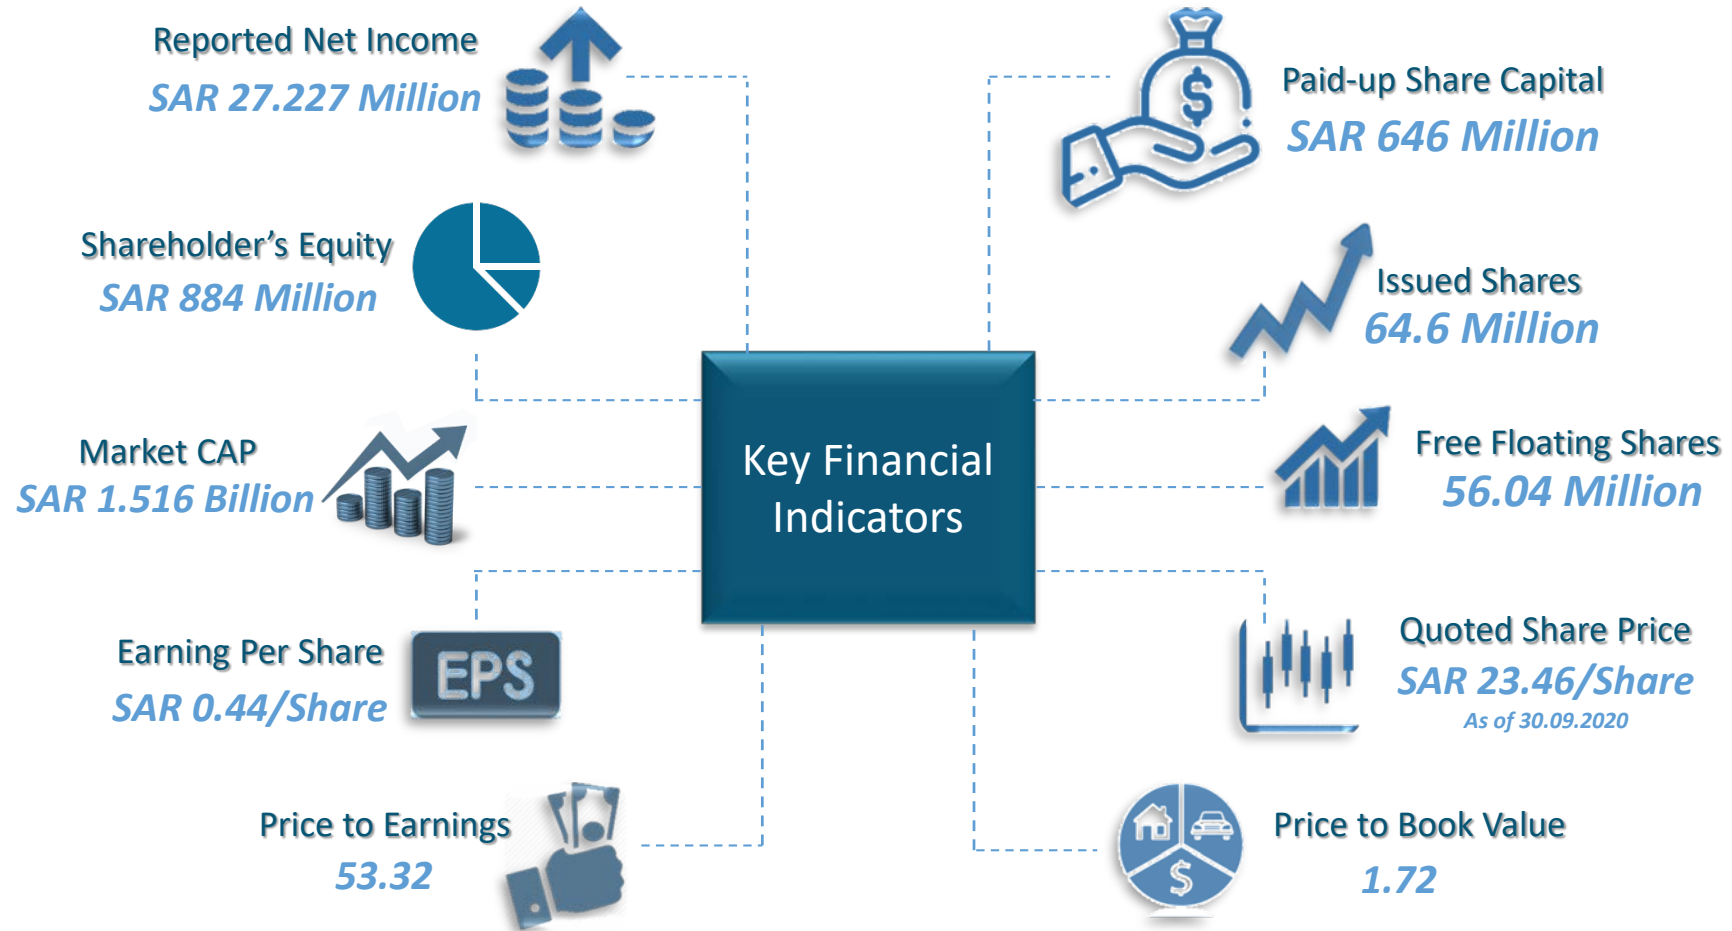 Reported Net Income
SAR 27.227 Million
Shareholder’s Equity
SAR 884 Million
Market CAP
SAR 1.516 Billion
Earning Per Share
SAR 0.44/Share
EPS
Price to Earnings
53.32
Key Financial
Indicators
$
Paid-up Share Capital
SAR 646 Million
Issued Shares
64.6 Million
Free Floating Shares
56.04 Million
Quoted Share Price
SAR 23.46/Share
As of 30.09.2020
$
Price to Book Value
1.72